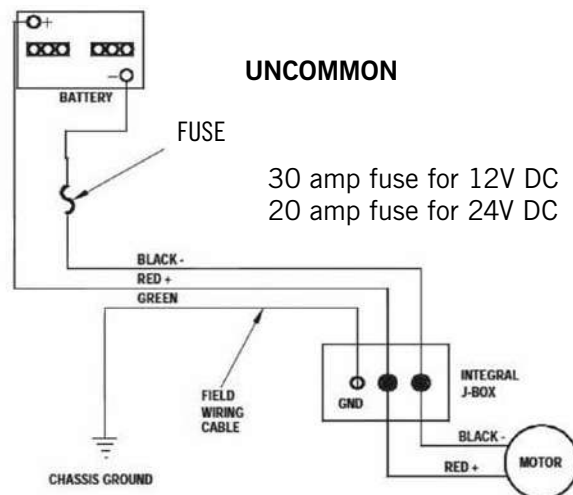 +
UNCOMMON
–
BATTERY
FUSE
30 amp fuse for 12V DC
20 amp fuse for 24V DC
BLACK -
RED +
GREEN
FIELD
WIRING
CABLE
GND
INTEGRAL
J-BOX
BLACK -
MOTOR
RED +
CHASSIS GROUND